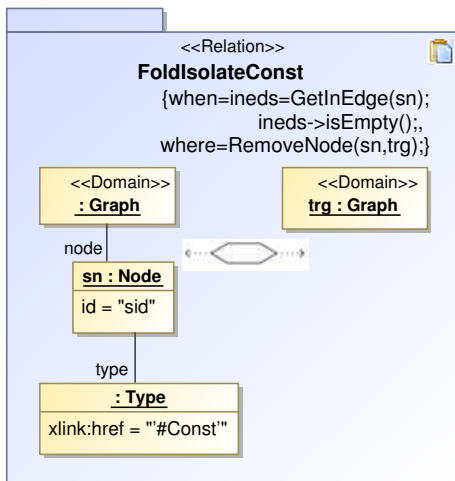 <<Relation>>
FoldIsolateConst
{when=ineds=GetInEdge(sn);
ineds->isEmpty();,
where=RemoveNode(sn,trg);}
<<Domain>>
: Graph
<<Domain>>
trg : Graph
node
sn : Node
id = "sid"
type
: Type
xlink:href = "'#Const'"